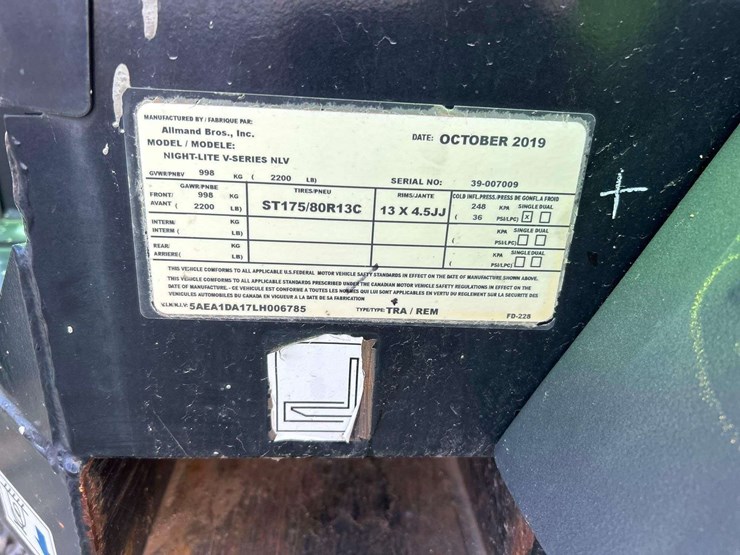 MANUFACTURED BY / FABRIQUE PAR:
Allmand Bros., Inc.
DATE: OCTOBER 2019
MODEL / MODELE:
NIGHT-LITE V-SERIES NLV
GVWR/PNBV 998 KG ( 2200 LB) SERIAL NO: 39-007009
GAWR/PNBE TIRES/PNEU RIMS/JANTE COLD INFL.PRESS./PRESS DE GONFL.A FROID
FRONT/ 998 KG ST175/80R13C 13 X 4.5JJ 248 KPA SINGLE DUAL
AVANT ( 2200 LB) ( 36 PSI/LPC) X
INTERM/ KG KPA SINGLE DUAL
INTERM ( LB) ( PSI/LPC)
REAR/ KG KPA SINGLE DUAL
ARRIERE( LB) ( PSI/LPC)
THIS VEHICLE CONFORMS TO ALL APPLICABLE U.S.FEDERAL MOTOR VEHICLE SAFETY STANDARDS IN EFFECT ON THE DATE OF MANUFACTURE SHOWN ABOVE.
THIS VEHICLE CONFORMS TO ALL APPLICABLE STANDARDS PRESCRIBED UNDER THE CANADIAN MOTOR VEHICLE SAFETY REGULATIONS IN EFFECT ON THE
DATE OF MANUFACTURE. - CE VEHICULE EST CONFORME A TOUTES LES NORMES QUI LUI SONT APPLICABLES EN VERTU DU REGLEMENT SUR LA SECURITE DES
VEHICULES AUTOMOBILES DU CANADA EN VIGUEUR A LA DATE DE SA FABRICATION
V.I.N./N.I.V: 5AEA1DA17LH006785 TYPE/TYPE: TRA / REM FD-228